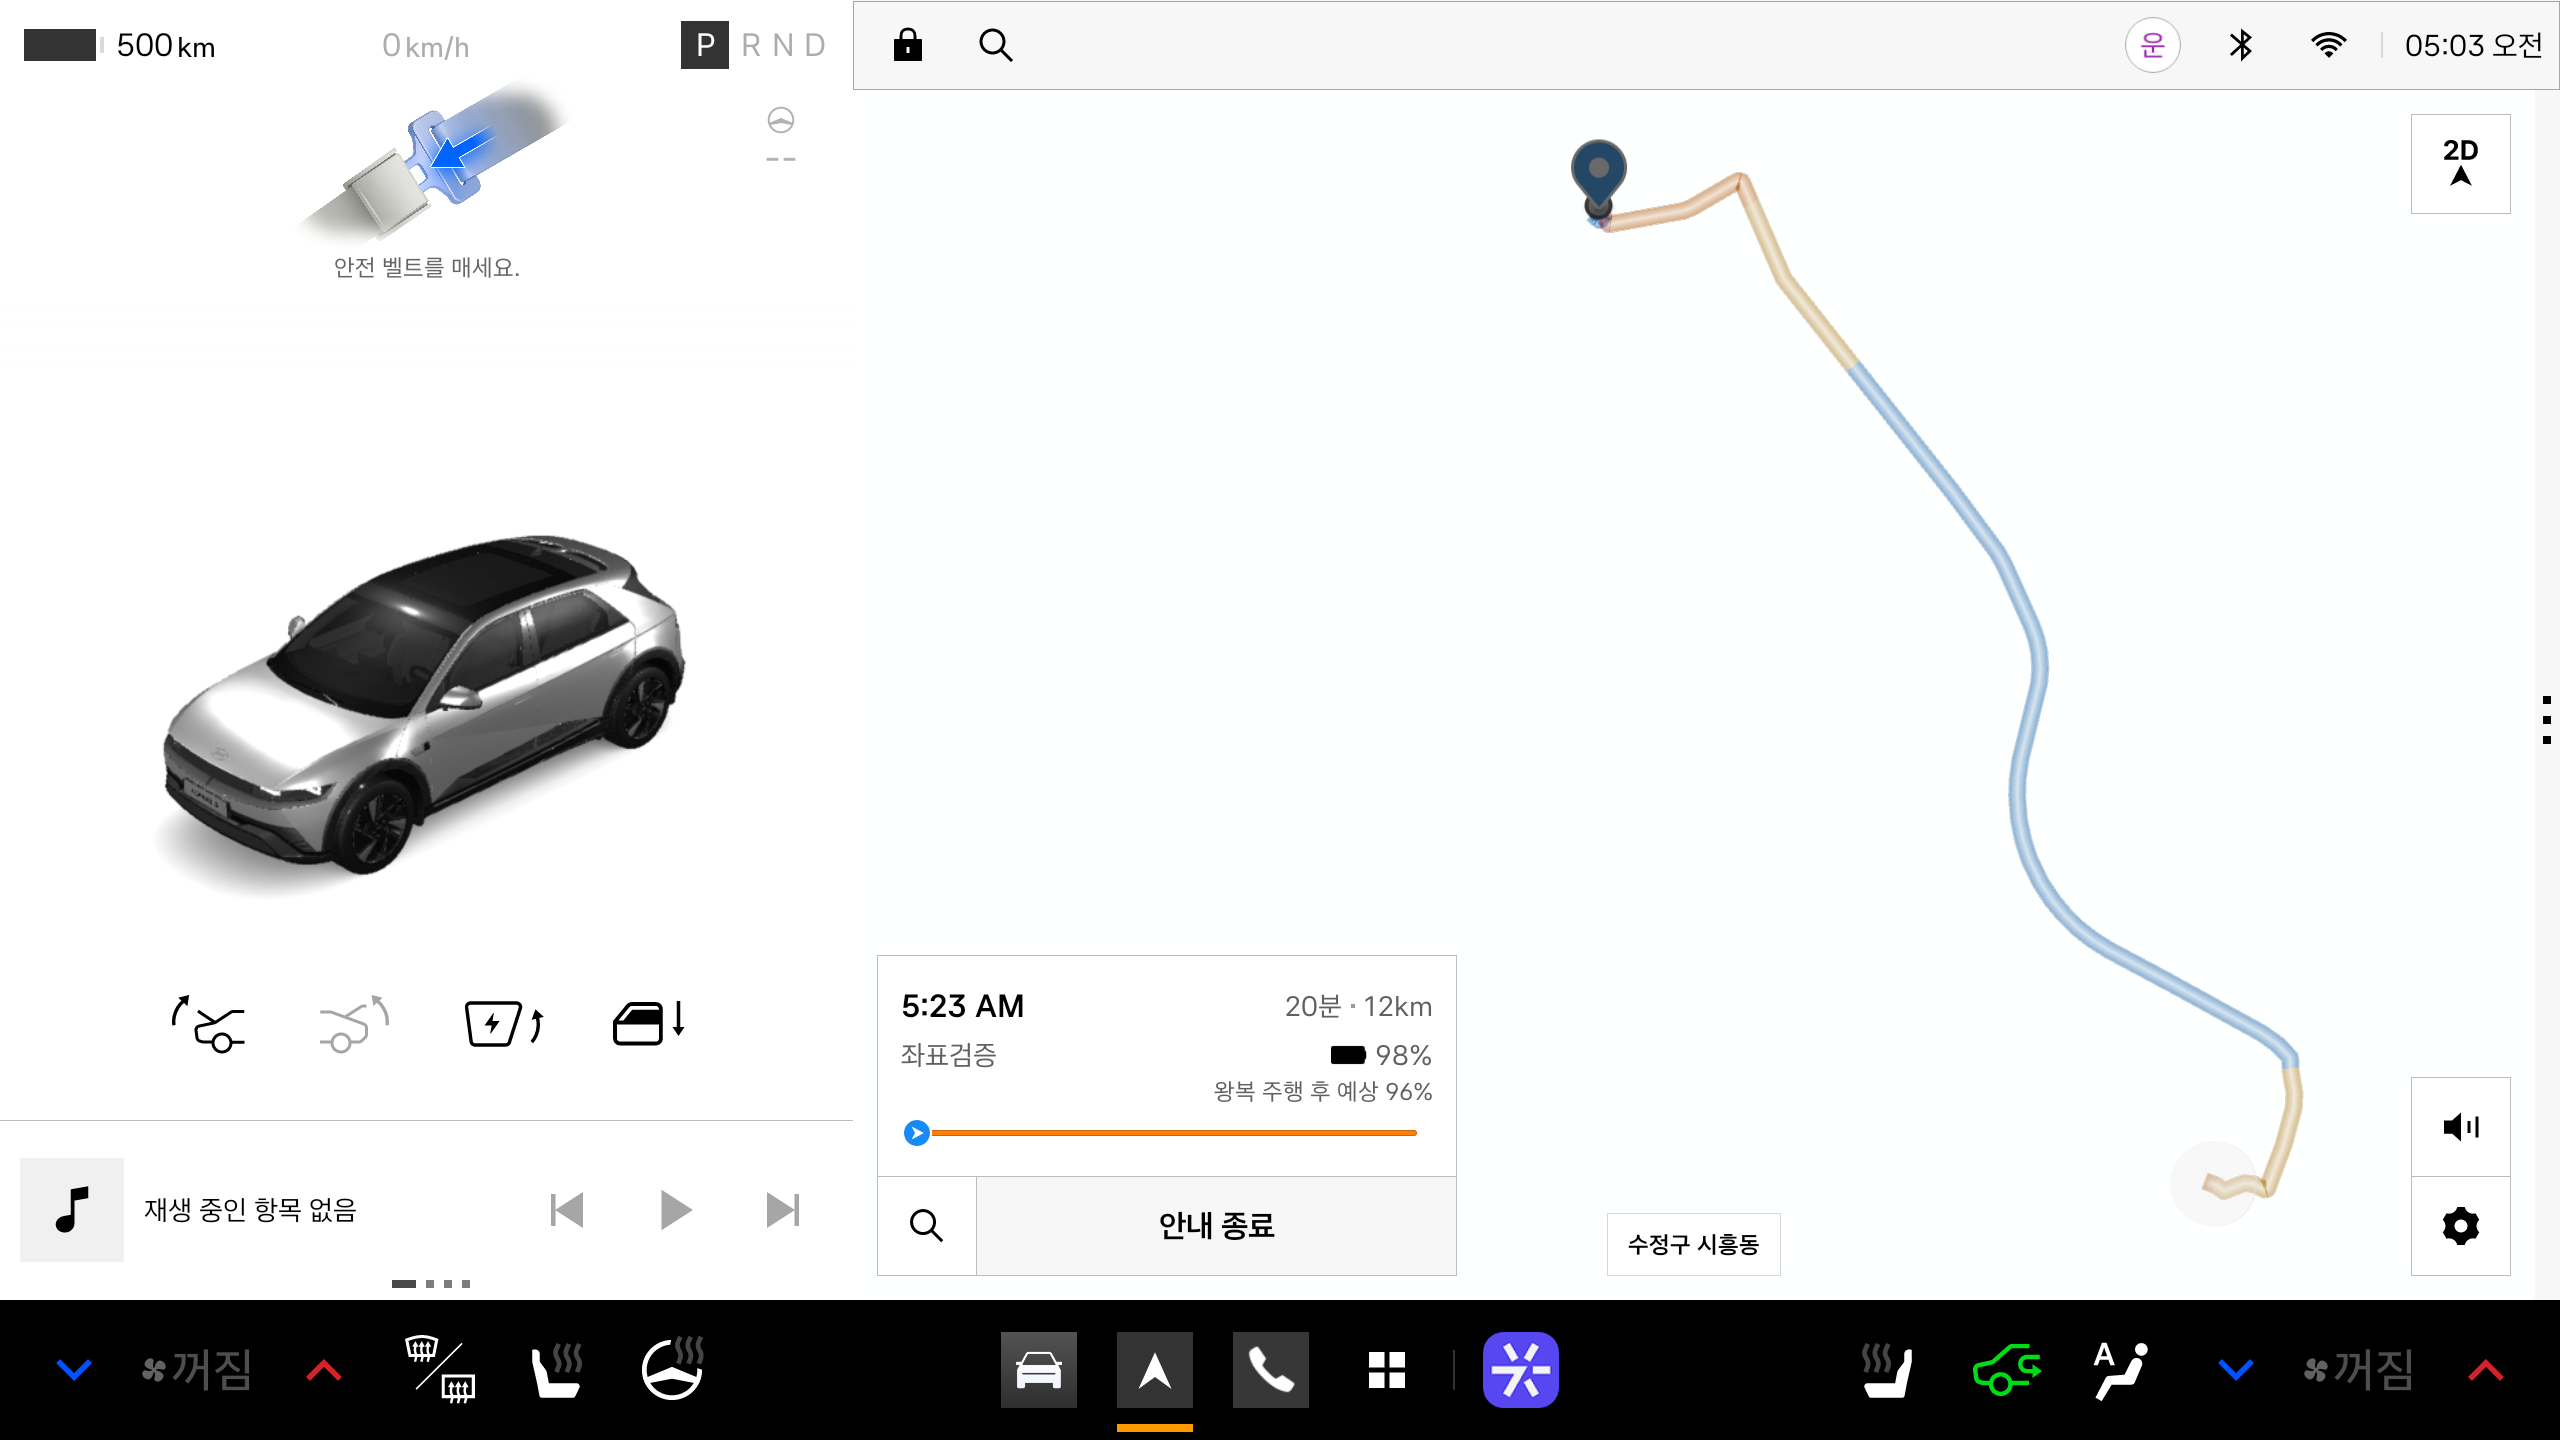 500 km
0 km/h
P R N D
운
05:03 오전
안전 벨트를 매세요.
--
2D
5:23 AM
20분 · 12km
좌표검증
98%
왕복 주행 후 예상 96%
안내 종료
수정구 시흥동
재생 중인 항목 없음
꺼짐
A
꺼짐